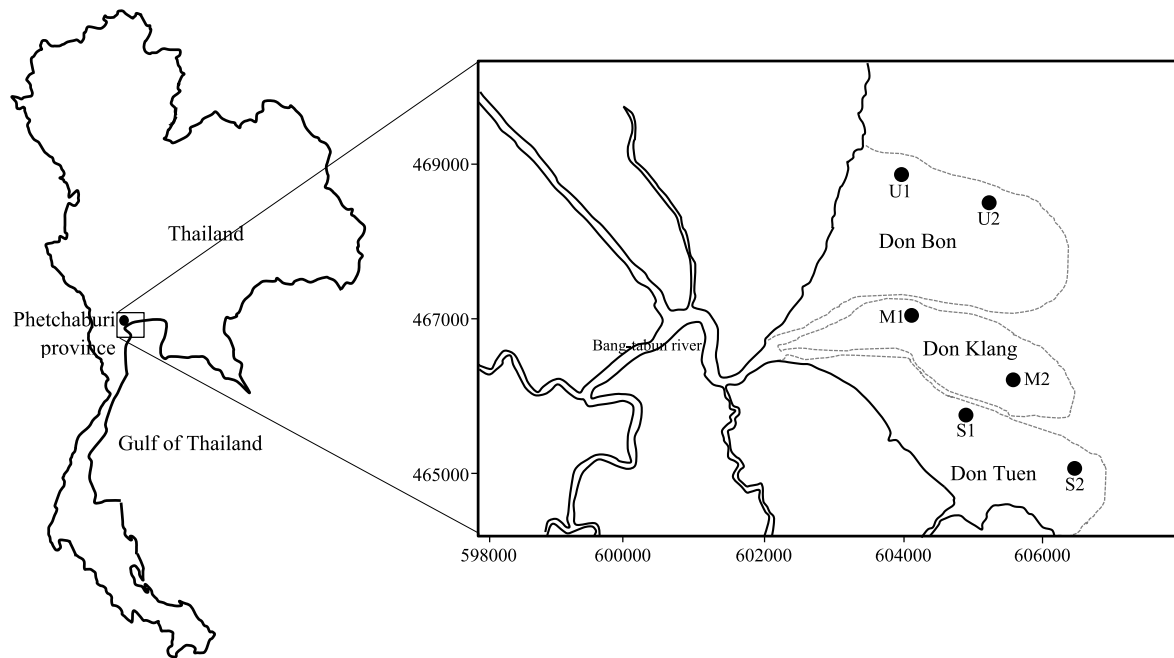 Thailand
Phetchaburi
province
Gulf of Thailand
469000
467000
465000
598000
600000
602000
604000
606000
U1
U2
Don Bon
M1
Don Klang
Bang-tabun river
M2
S1
Don Tuen
S2